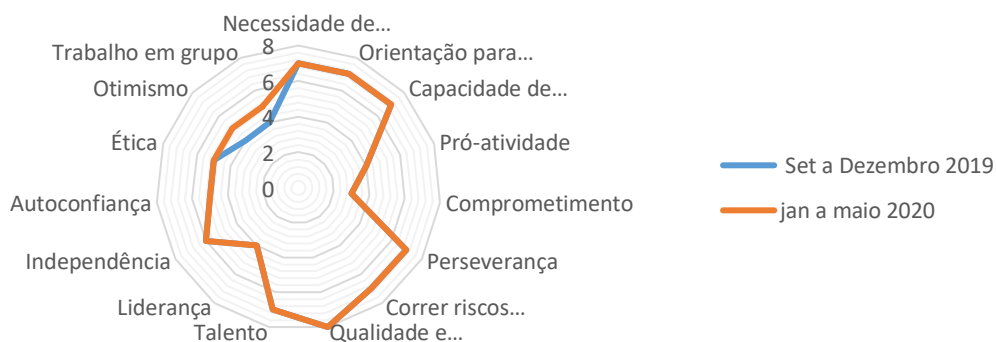 Necessidade de...
Orientação para...
Capacidade de...
Pró-atividade
Comprometimento
Perseverança
Correr riscos...
Qualidade e...
Talento
Liderança
Independência
Autoconfiança
Ética
Otimismo
Trabalho em grupo
8
6
4
2
0
Set a Dezembro 2019
jan a maio 2020